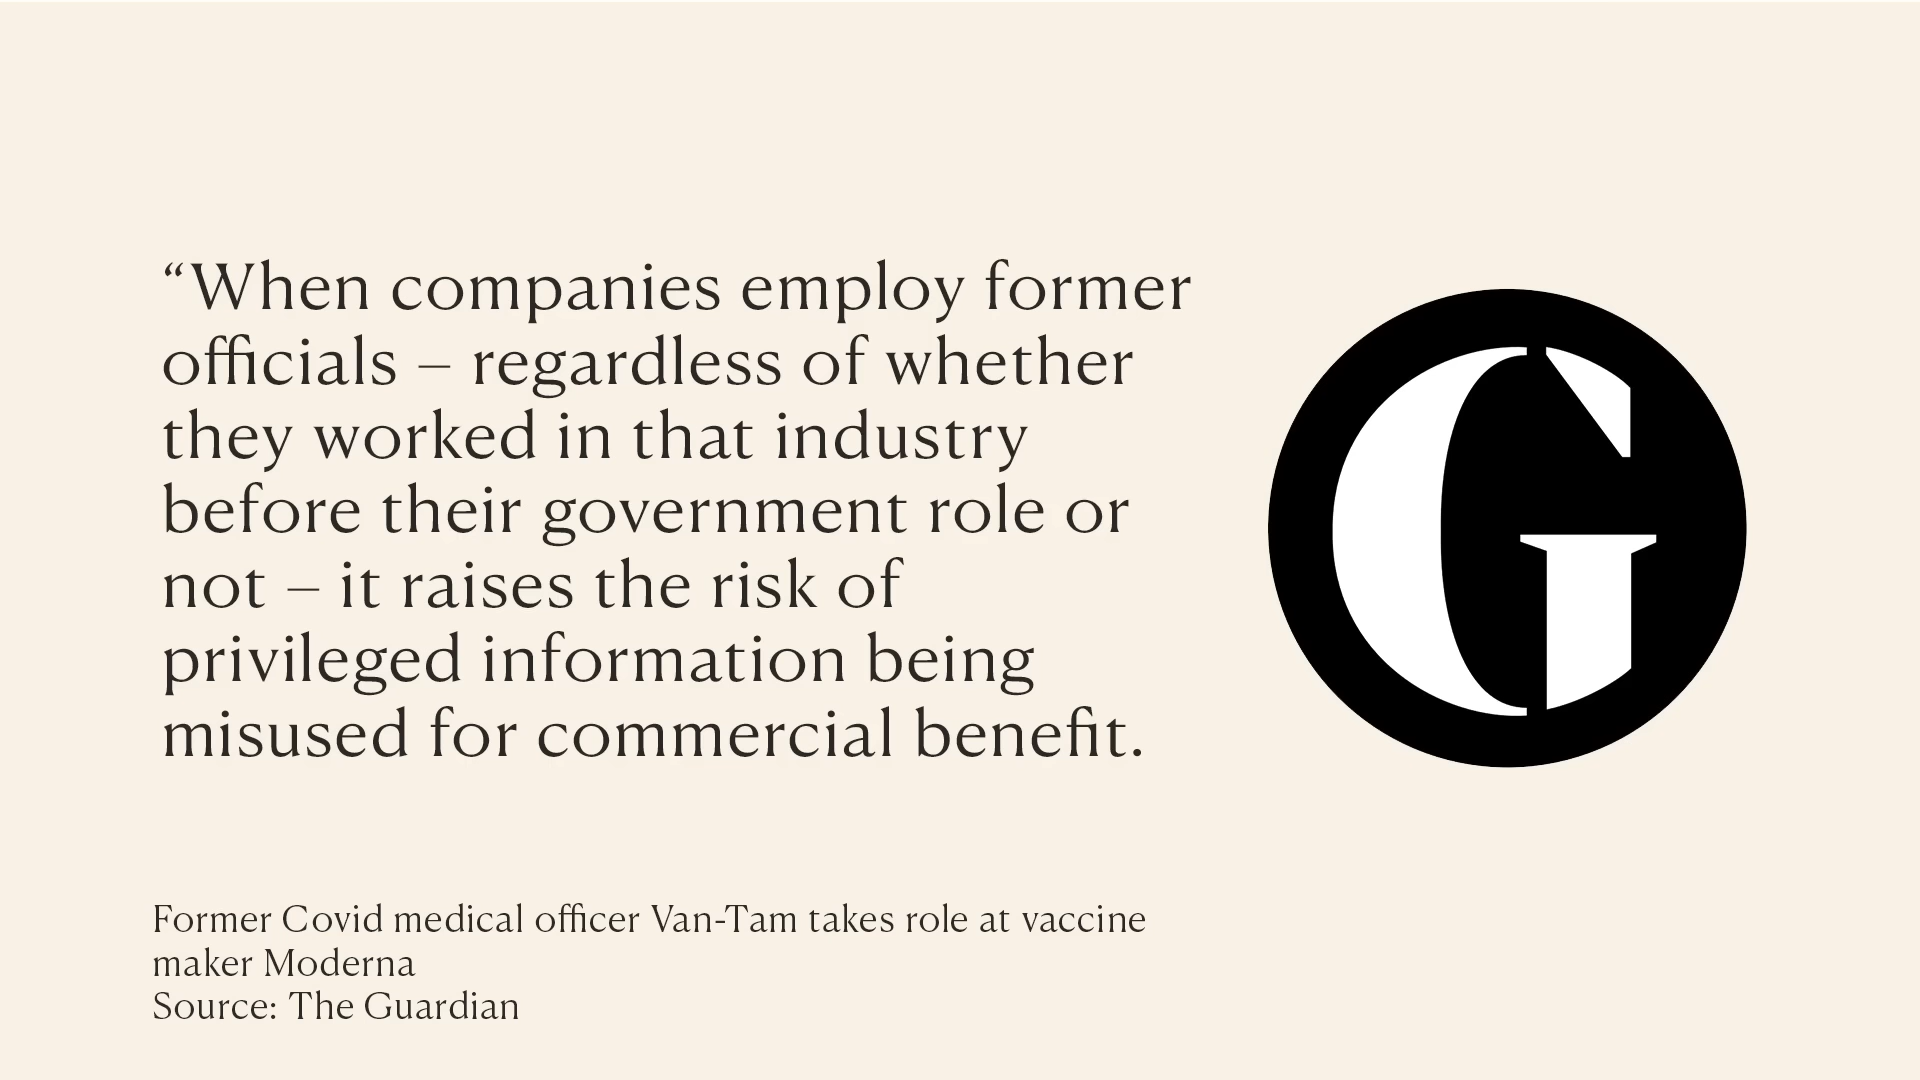 “When companies employ former
officials – regardless of whether
they worked in that industry
before their government role or
not – it raises the risk of
privileged information being
misused for commercial benefit.
G
Former Covid medical officer Van-Tam takes role at vaccine
maker Moderna
Source: The Guardian